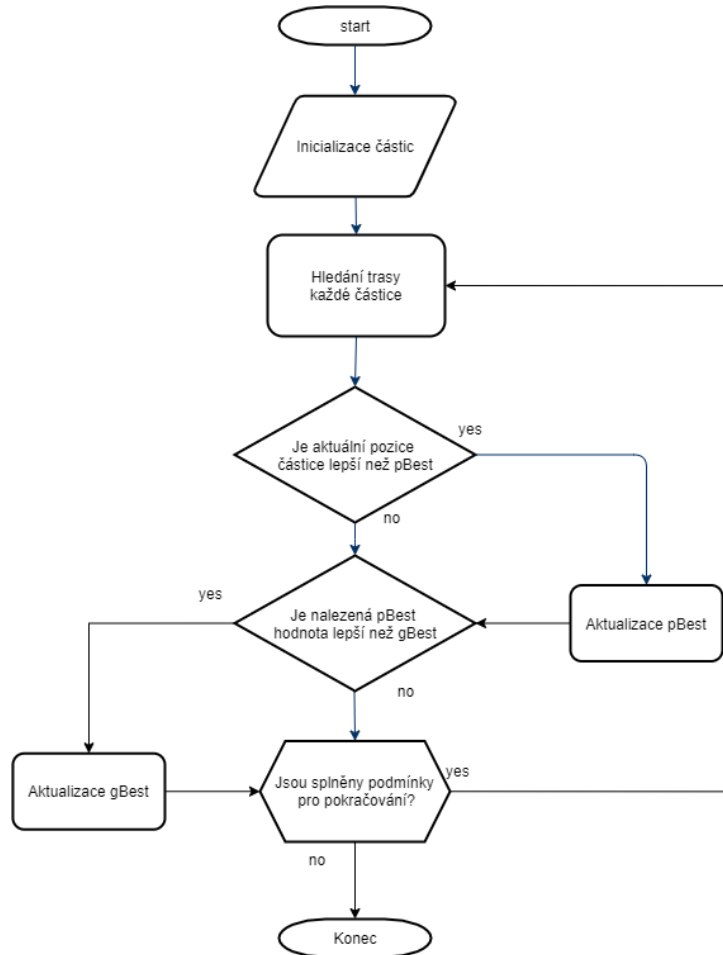 start
Inicializace částic
Hledání trasy
každé částice
Je aktuální pozice
částice lepší než pBest
yes
no
Je nalezená pBest
hodnota lepší než gBest
yes
Aktualizace pBest
no
Aktualizace gBest
Jsou splněny podmínky
pro pokračování?
yes
no
Konec